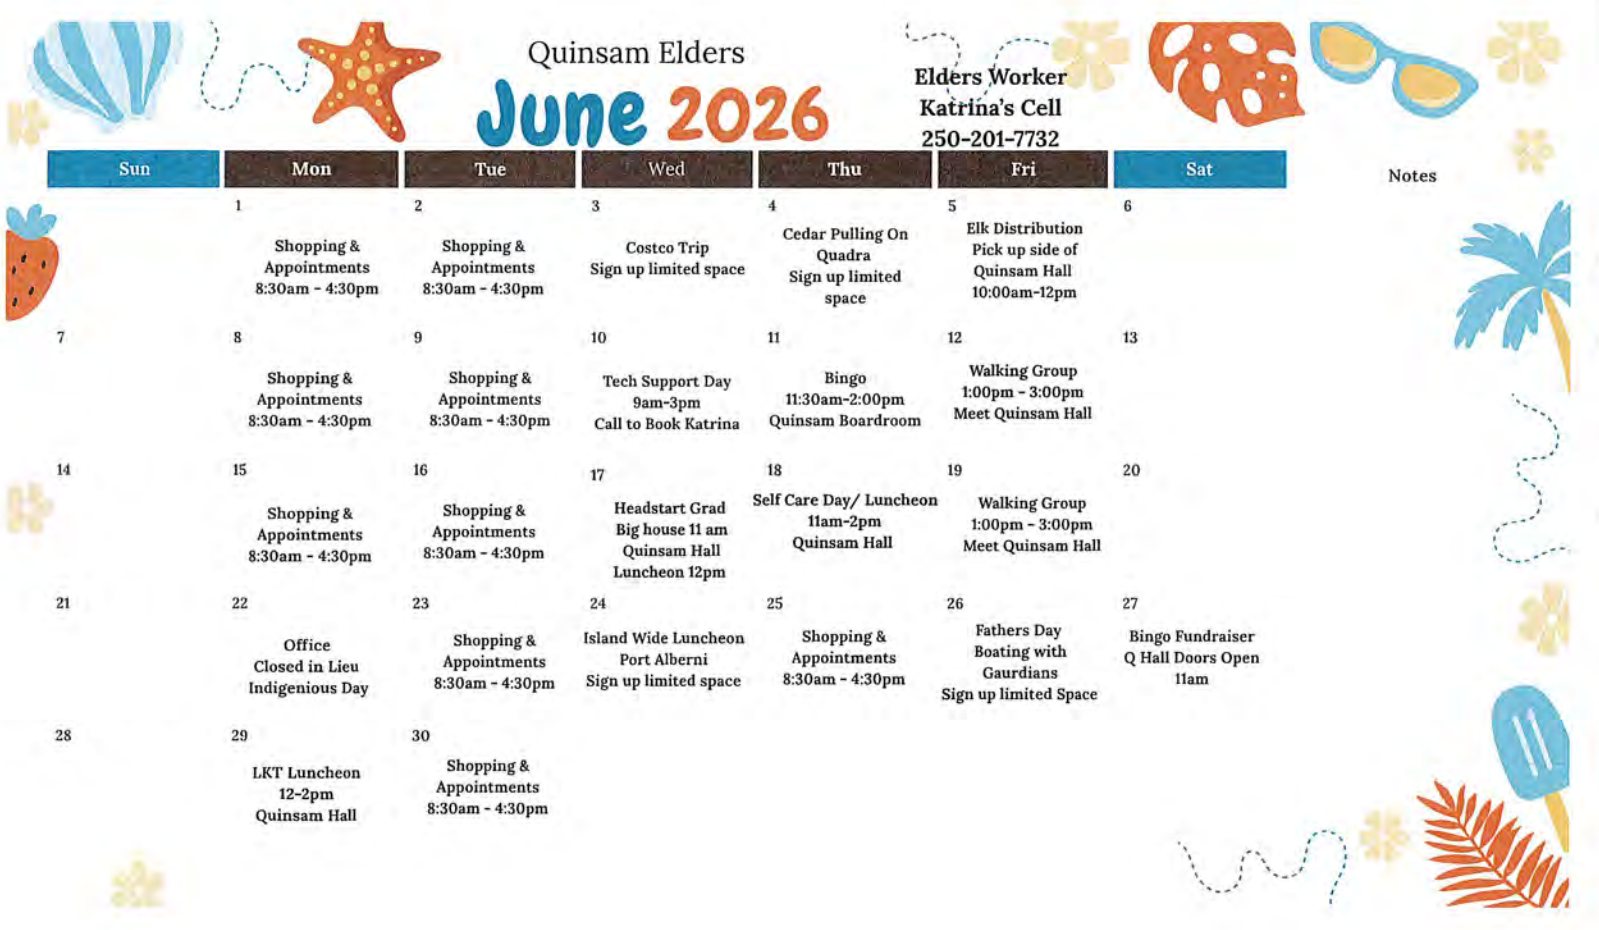 Quinsam Elders
June 2026
Elders Worker
Katrina's Cell
250-201-7732
Sun Mon Tue Wed Thu Fri Sat Notes
1
Shopping &
Appointments
8:30am - 4:30pm
2
Shopping &
Appointments
8:30am - 4:30pm
3
Costco Trip
Sign up limited space
4
Cedar Pulling On
Quadra
Sign up limited
space
5
Elk Distribution
Pick up side of
Quinsam Hall
10:00am-12pm
6
7
8
Shopping &
Appointments
8:30am - 4:30pm
9
Shopping &
Appointments
8:30am - 4:30pm
10
Tech Support Day
9am-3pm
Call to Book Katrina
11
Bingo
11:30am-2:00pm
Quinsam Boardroom
12
Walking Group
1:00pm - 3:00pm
Meet Quinsam Hall
13
14
15
Shopping &
Appointments
8:30am - 4:30pm
16
Shopping &
Appointments
8:30am - 4:30pm
17
Headstart Grad
Big house 11 am
Quinsam Hall
Luncheon 12pm
18
Self Care Day/ Luncheon
11am-2pm
Quinsam Hall
19
Walking Group
1:00pm - 3:00pm
Meet Quinsam Hall
20
21
22
Office
Closed in Lieu
Indigenious Day
23
Shopping &
Appointments
8:30am - 4:30pm
24
Island Wide Luncheon
Port Alberni
Sign up limited space
25
Shopping &
Appointments
8:30am - 4:30pm
26
Fathers Day
Boating with
Gaurdians
Sign up limited Space
27
Bingo Fundraiser
Q Hall Doors Open
11am
28
29
LKT Luncheon
12-2pm
Quinsam Hall
30
Shopping &
Appointments
8:30am - 4:30pm